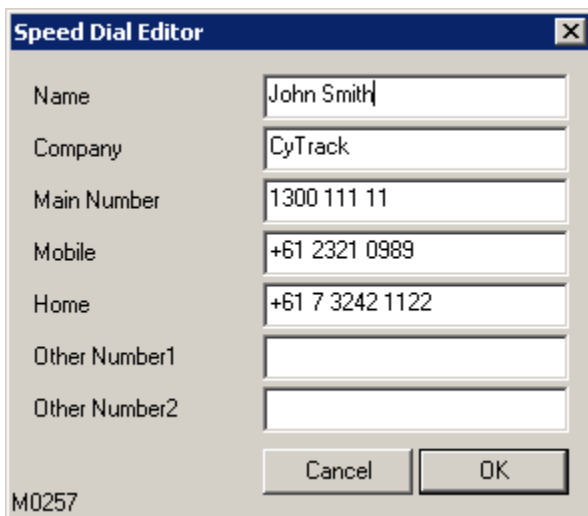 Speed Dial Editor
Name John Smith
Company CyTrack
Main Number 1300 111 11
Mobile +61 2321 0989
Home +61 7 3242 1122
Other Number1
Other Number2
Cancel OK
M0257